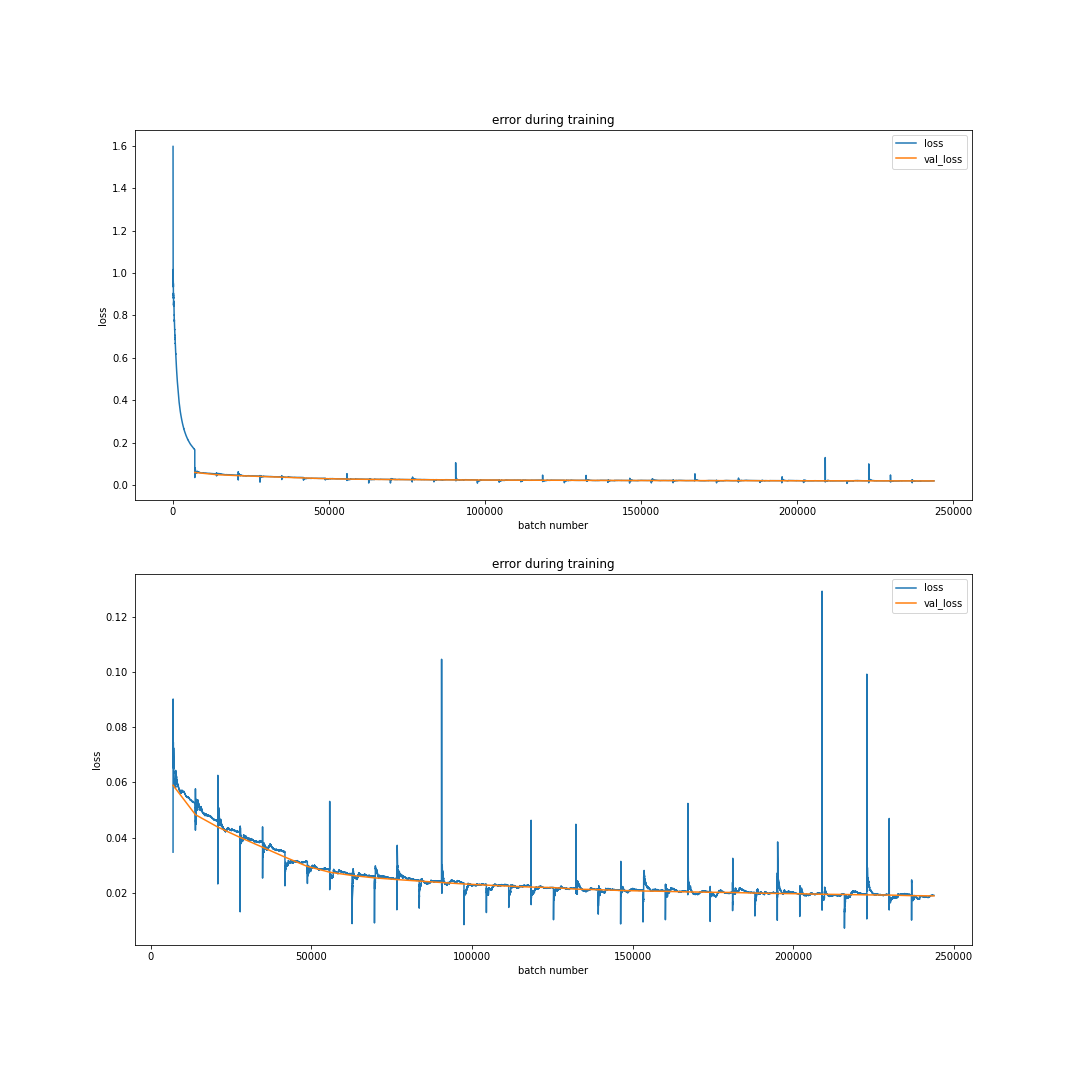 error during training
loss
val_loss
1.6
1.4
1.2
1.0
0.8
0.6
0.4
0.2
0.0
loss
0 50000 100000 150000 200000 250000
batch number
error during training
loss
val_loss
0.12
0.10
0.08
0.06
0.04
0.02
loss
0 50000 100000 150000 200000 250000
batch number